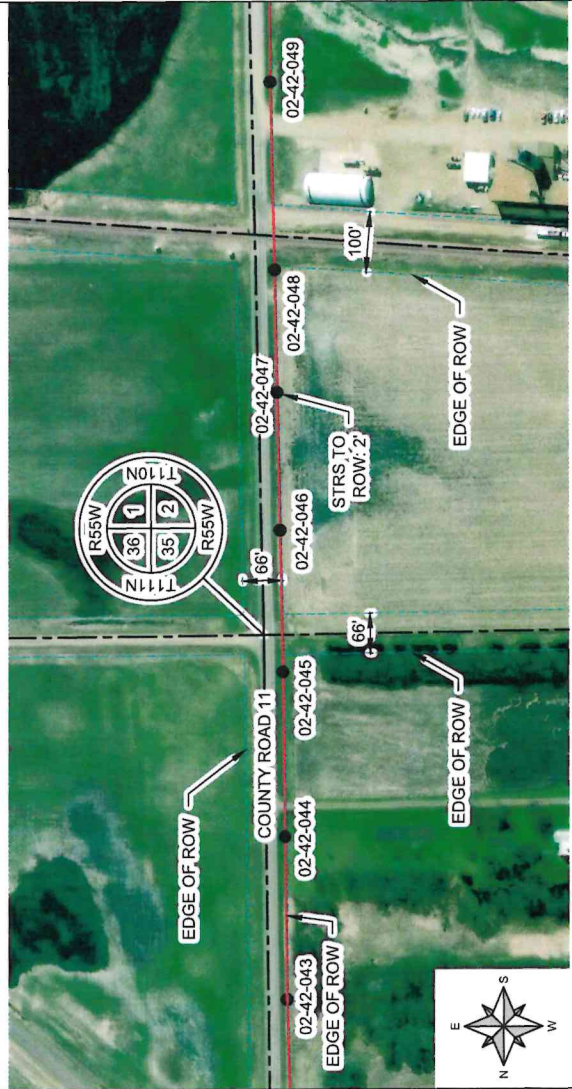 EDGE OF ROW
COUNTY ROAD 11
02-42-043
EDGE OF ROW
02-42-044
02-42-045
EDGE OF ROW
R55W
T111N
36
1
35
2
T110N
R55W
66'
66'
02-42-046
02-42-047
STRS TO
ROW: 2'
02-42-048
100'
EDGE OF ROW
02-42-049
N
E
S
W